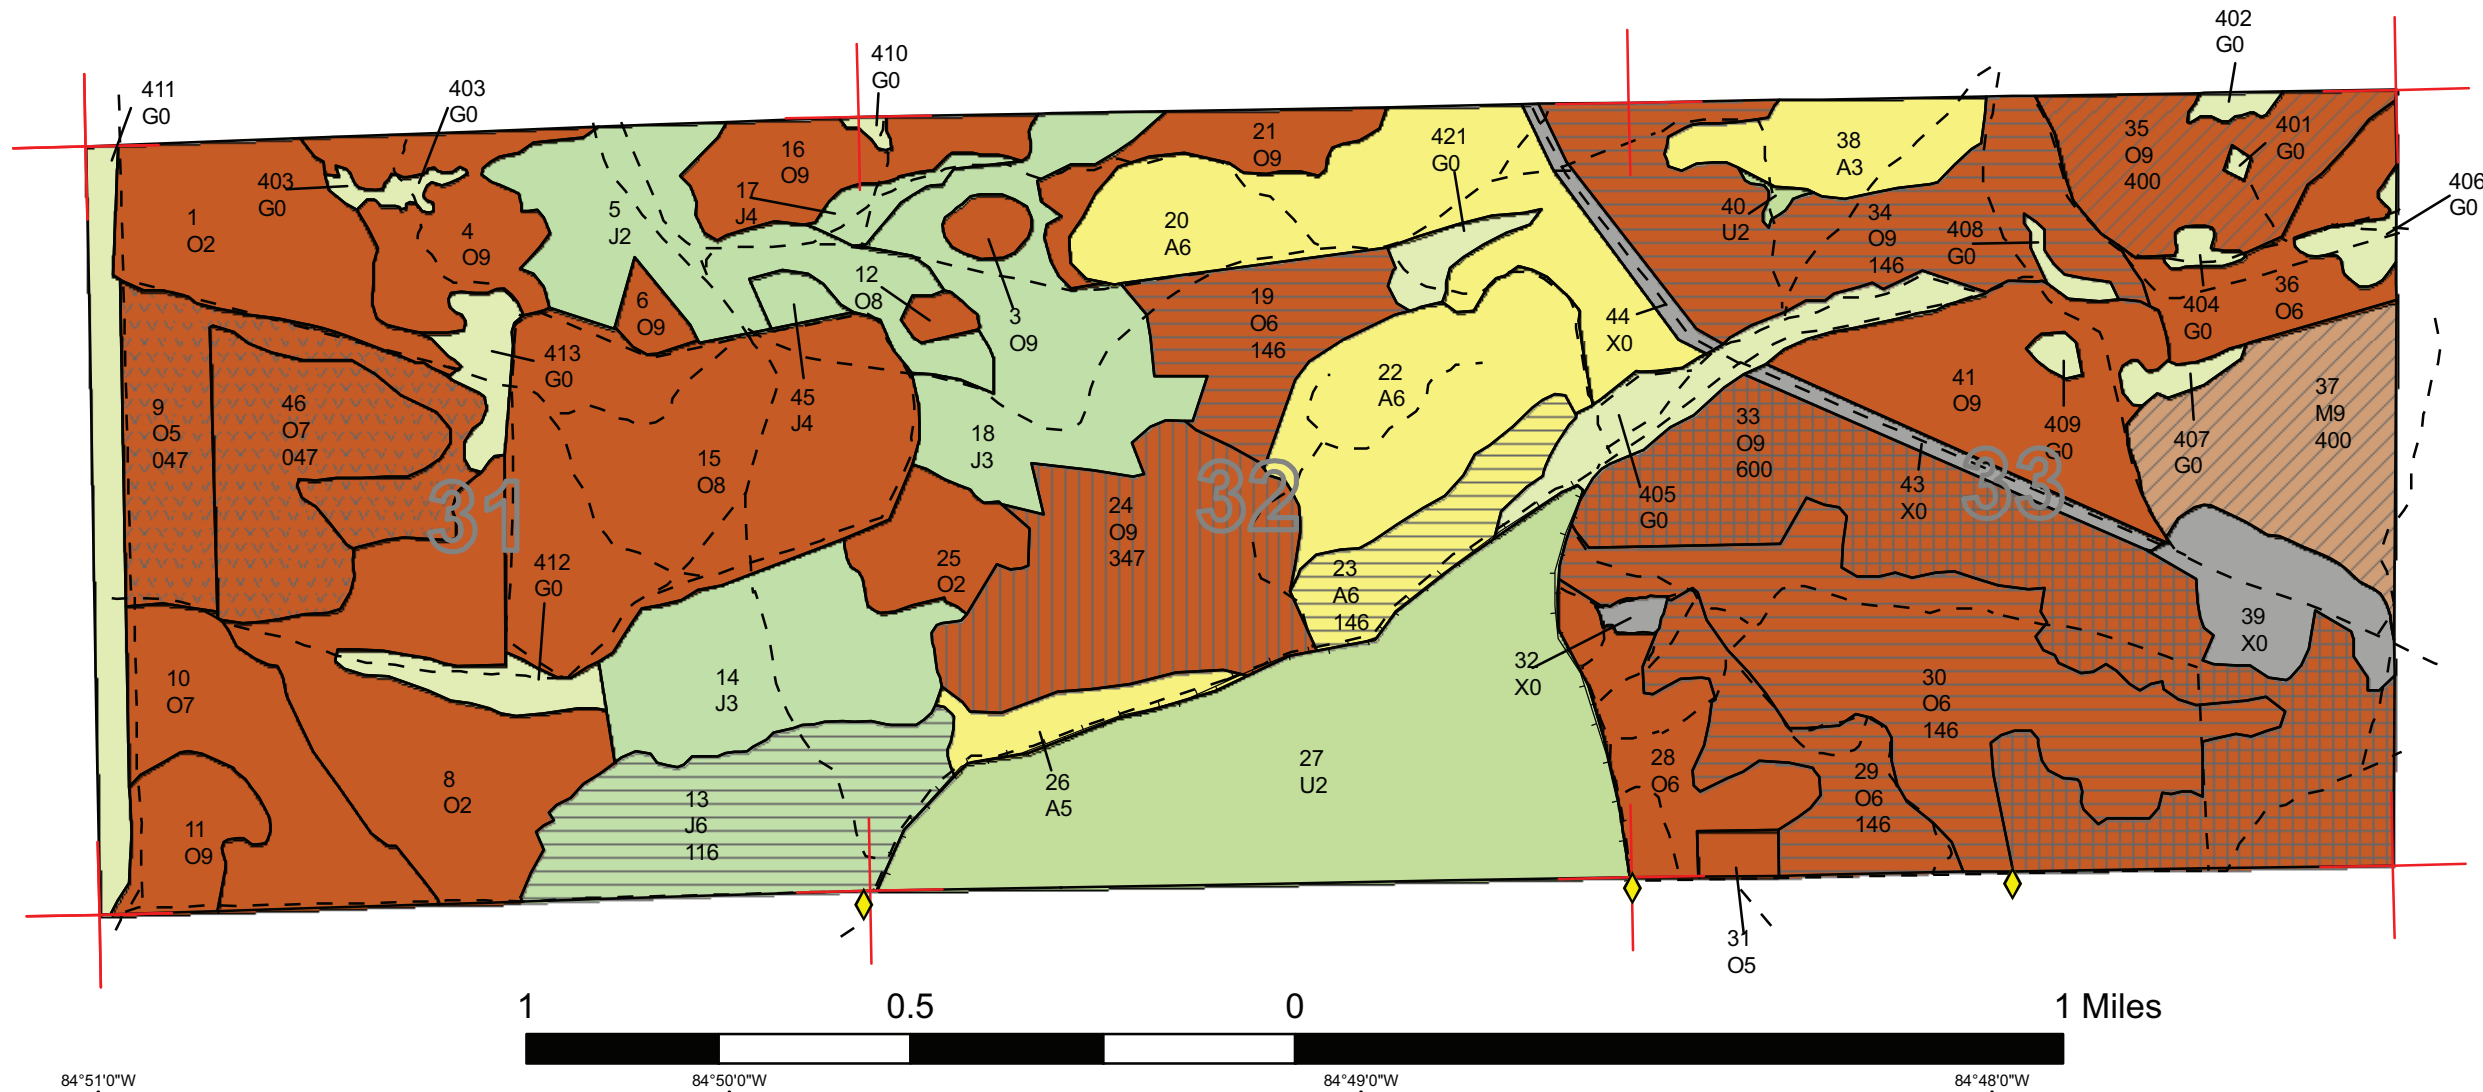 402
G0
410
G0
411
G0
403
G0
35
O9
400
401
G0
16
O9
21
O9
421
G0
38
A3
403
G0
406
G0
1
O2
17
J4
5
J2
4
O9
20
A6
40
U2
34
O9
146
408
G0
12
O8
6
O9
3
O9
19
O6
146
44
X0
404
G0
36
O6
413
G0
45
J4
22
A6
41
O9
37
M9
400
9
O5
047
46
O7
047
15
O8
18
J3
33
O9
600
409
G0
407
G0
31
32
33
43
X0
405
G0
24
O9
347
412
G0
25
O2
23
A6
146
39
X0
32
X0
10
O7
14
J3
30
O6
146
27
U2
28
O6
29
O6
146
26
A5
8
O2
13
J6
116
11
O9
31
O5
1
0.5
0
1 Miles
84°51'0"W
84°50'0"W
84°49'0"W
84°48'0"W